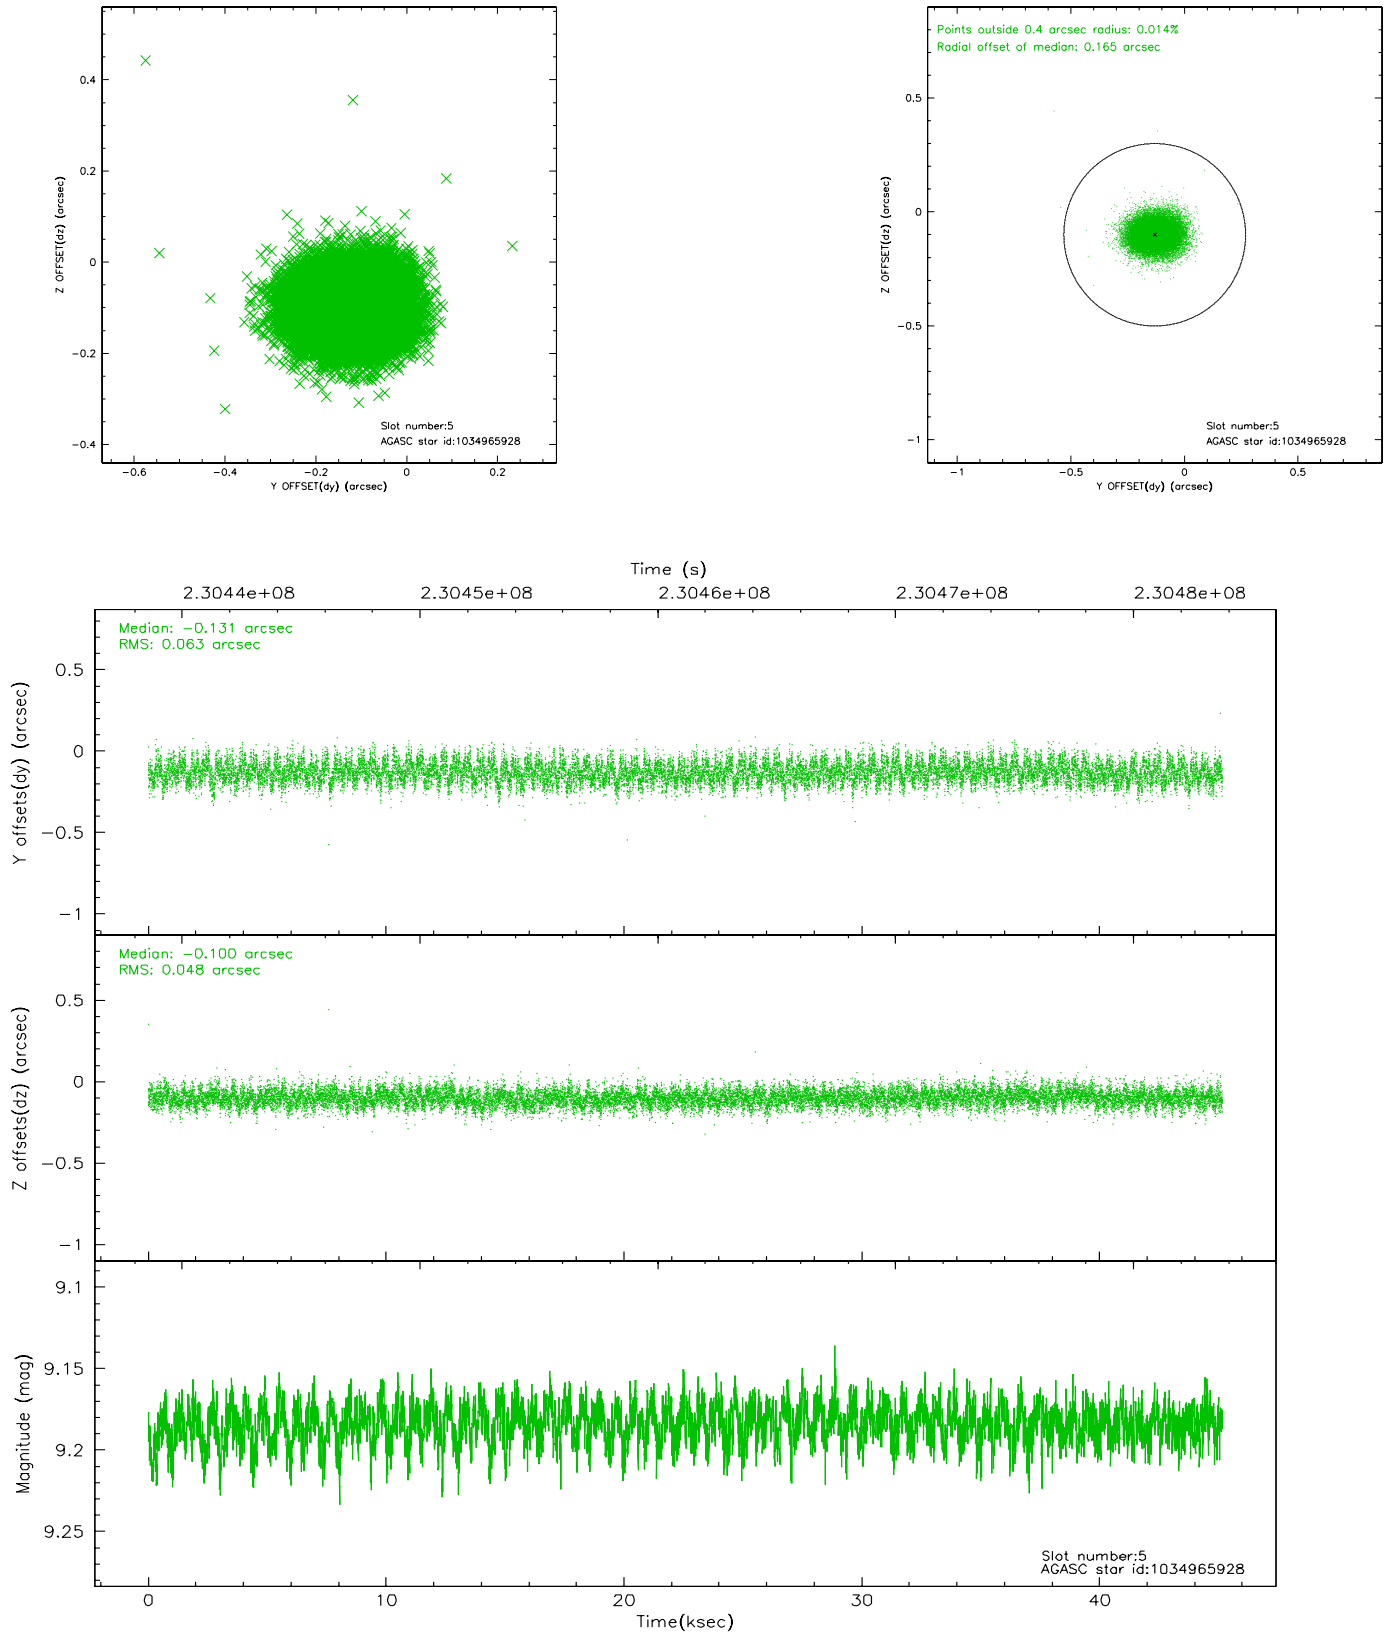 0.4
0.2
0
−0.2
−0.4
Z OFFSET(dz) (arcsec)
Slot number:5
AGASC star id:1034965928
−0.6 −0.4 −0.2 0 0.2
Y OFFSET(dy) (arcsec)
Points outside 0.4 arcsec radius: 0.014%
Radial offset of median: 0.165 arcsec
0.5
0
−0.5
−1
Z OFFSET(dz) (arcsec)
Slot number:5
AGASC star id:1034965928
−1 −0.5 0 0.5
Y OFFSET(dy) (arcsec)
Time (s)
2.3044e+08 2.3045e+08 2.3046e+08 2.3047e+08 2.3048e+08
Median: −0.131 arcsec
RMS: 0.063 arcsec
0.5
0
−0.5
−1
Y offsets(dy) (arcsec)
Median: −0.100 arcsec
RMS: 0.048 arcsec
0.5
0
−0.5
−1
Z offsets(dz) (arcsec)
9.1
9.15
9.2
9.25
Magnitude (mag)
Slot number:5
AGASC star id:1034965928
0 10 20 30 40
Time(ksec)